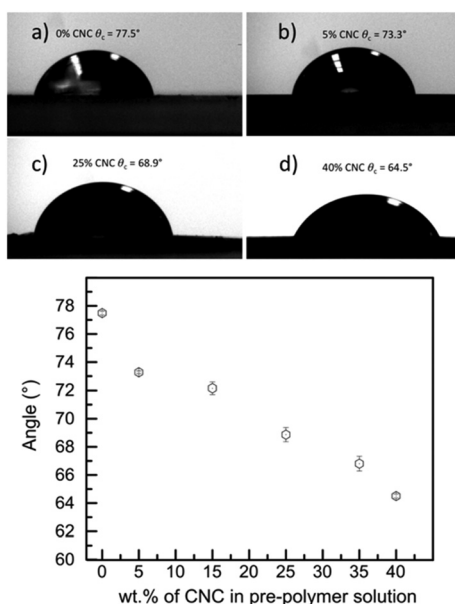 a) 0% CNC θc = 77.5°
b) 5% CNC θc = 73.3°
c) 25% CNC θc = 68.9°
d) 40% CNC θc = 64.5°
78
76
74
72
70
68
66
64
62
60
Angle (°)
0 5 10 15 20 25 30 35 40
wt.% of CNC in pre-polymer solution